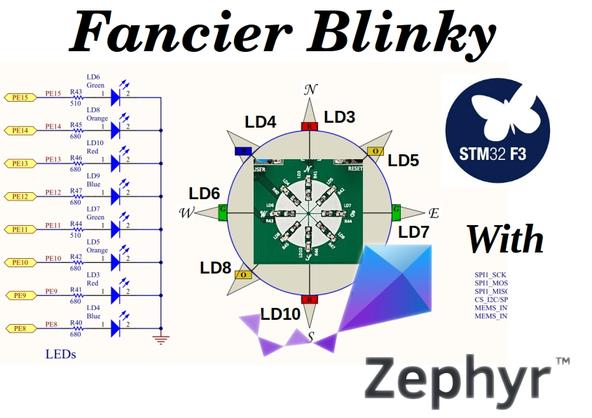 Fancier Blinky
LD6
Green
PE15 PE15 R43 1 2
510
LD8
Orange
PE14 PE14 R45 1 2
680
LD10
Red
PE13 PE13 R46 1 2
680
LD9
Blue
PE12 PE12 R47 1 2
680
LD7
Green
PE11 PE11 R44 1 2
510
LD5
Orange
PE10 PE10 R42 1 2
680
LD3
Red
PE9 PE9 R41 1 2
680
LD4
Blue
PE8 PE8 R40 1 2
680
LEDs
N
LD4 LD3
LD5
O
USER RESET
LD6
W G G E
LD7
LD8
O
LD10
S
STM32 F3
With
SPI1_SCK
SPI1_MOS
SPI1_MISO
CS_I2C/SP
MEMS_IN
MEMS_IN
Zephyr™